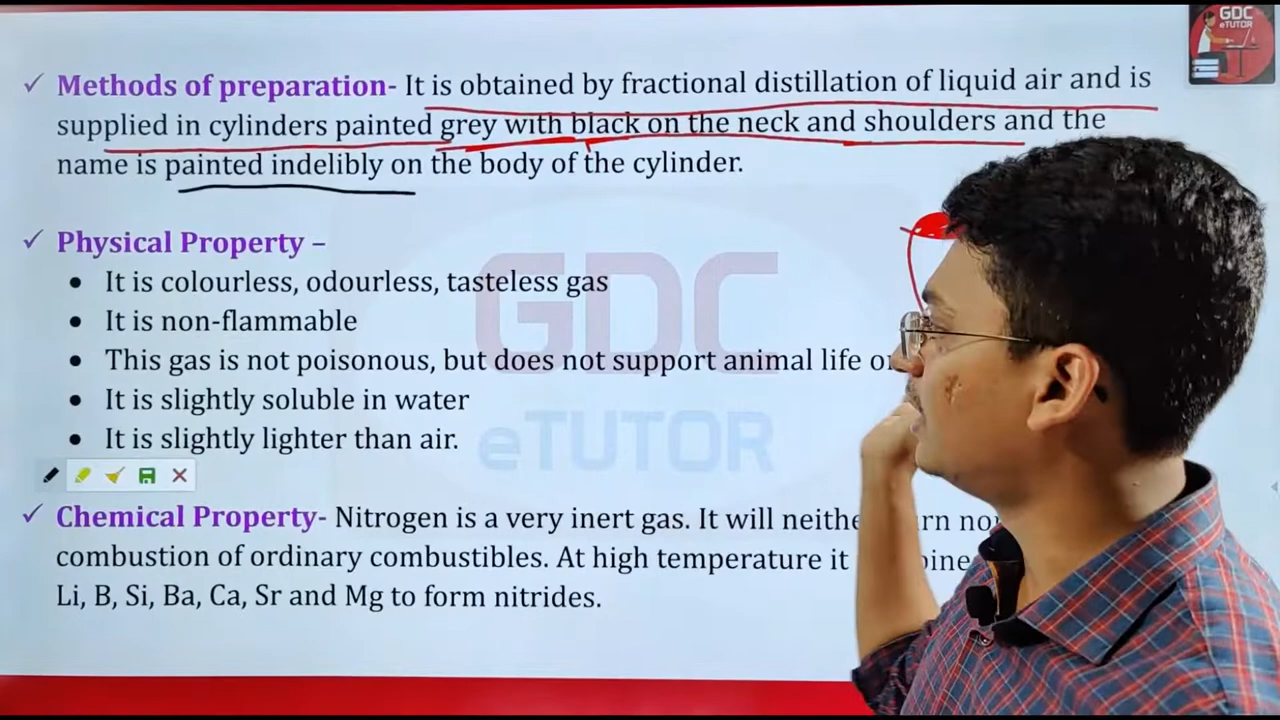 GDC
eTUTOR
✓ Methods of preparation- It is obtained by fractional distillation of liquid air and is
supplied in cylinders painted grey with black on the neck and shoulders and the
name is painted indelibly on the body of the cylinder.
✓ Physical Property –
• It is colourless, odourless, tasteless gas
• It is non-flammable
• This gas is not poisonous, but does not support animal life
• It is slightly soluble in water
• It is slightly lighter than air.
GDC
eTUTOR
✓ Chemical Property- Nitrogen is a very inert gas. It will
combustion of ordinary combustibles. At high temperature it
Li, B, Si, Ba, Ca, Sr and Mg to form nitrides.